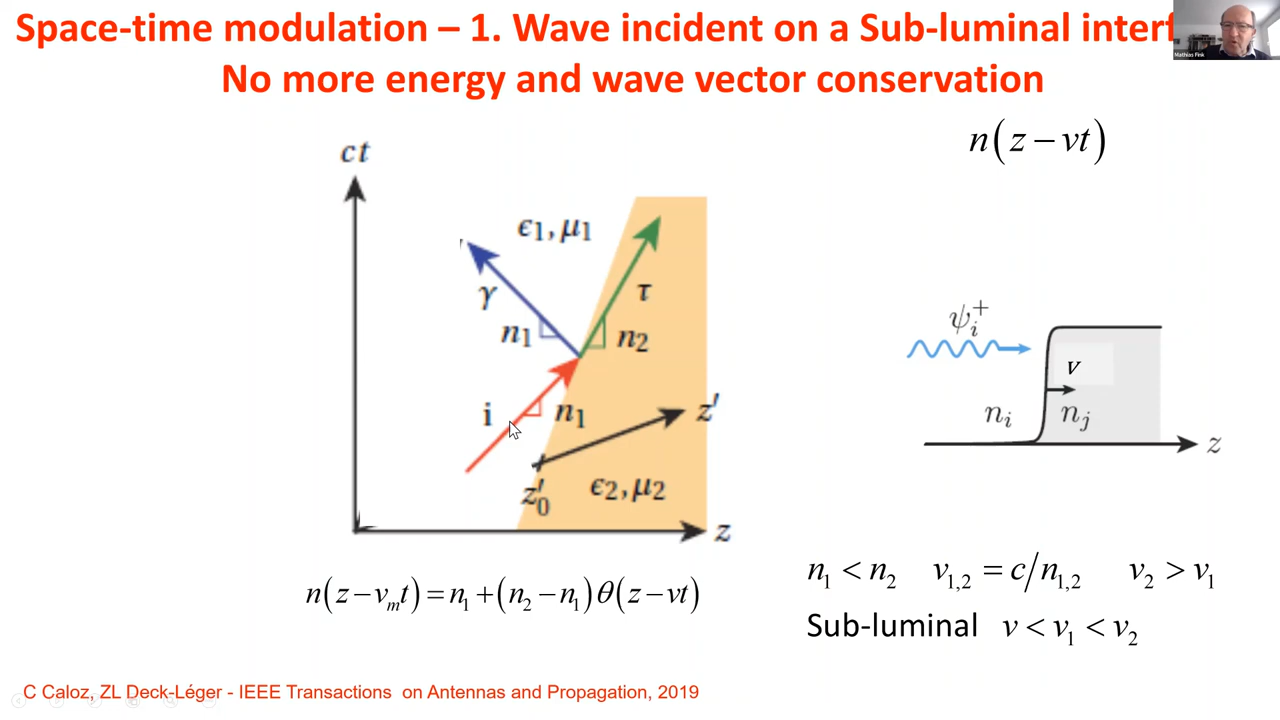 Space-time modulation – 1. Wave incident on a Sub-luminal interf
No more energy and wave vector conservation
Mathias Fink
n(z − vt)
ct
ϵ₁, μ₁
γ
τ
n₁
n₂
i
n₁
z′
z′₀
ϵ₂, μ₂
z
ψᵢ⁺
v
nᵢ
nⱼ
z
n(z − vₘt) = n₁ + (n₂ − n₁)θ(z − vt)
n₁ < n₂ v₁,₂ = c/n₁,₂ v₂ > v₁
Sub-luminal v < v₁ < v₂
C Caloz, ZL Deck-Léger - IEEE Transactions on Antennas and Propagation, 2019